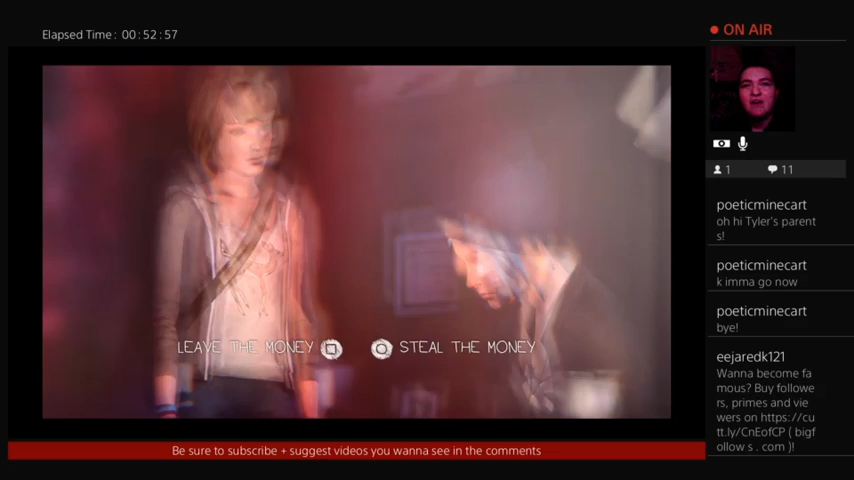 Elapsed Time: 00:52:57
ON AIR
1 11
poeticminecart
oh hi Tyler's parent
s!
poeticminecart
k imma go now
poeticminecart
bye!
eejaredk121
Wanna become fa
mous? Buy followe
rs, primes and vie
wers on https://cu
tt.ly/CnEofCP ( bigf
ollow s . com )!
LEAVE THE MONEY STEAL THE MONEY
Be sure to subscribe + suggest videos you wanna see in the comments